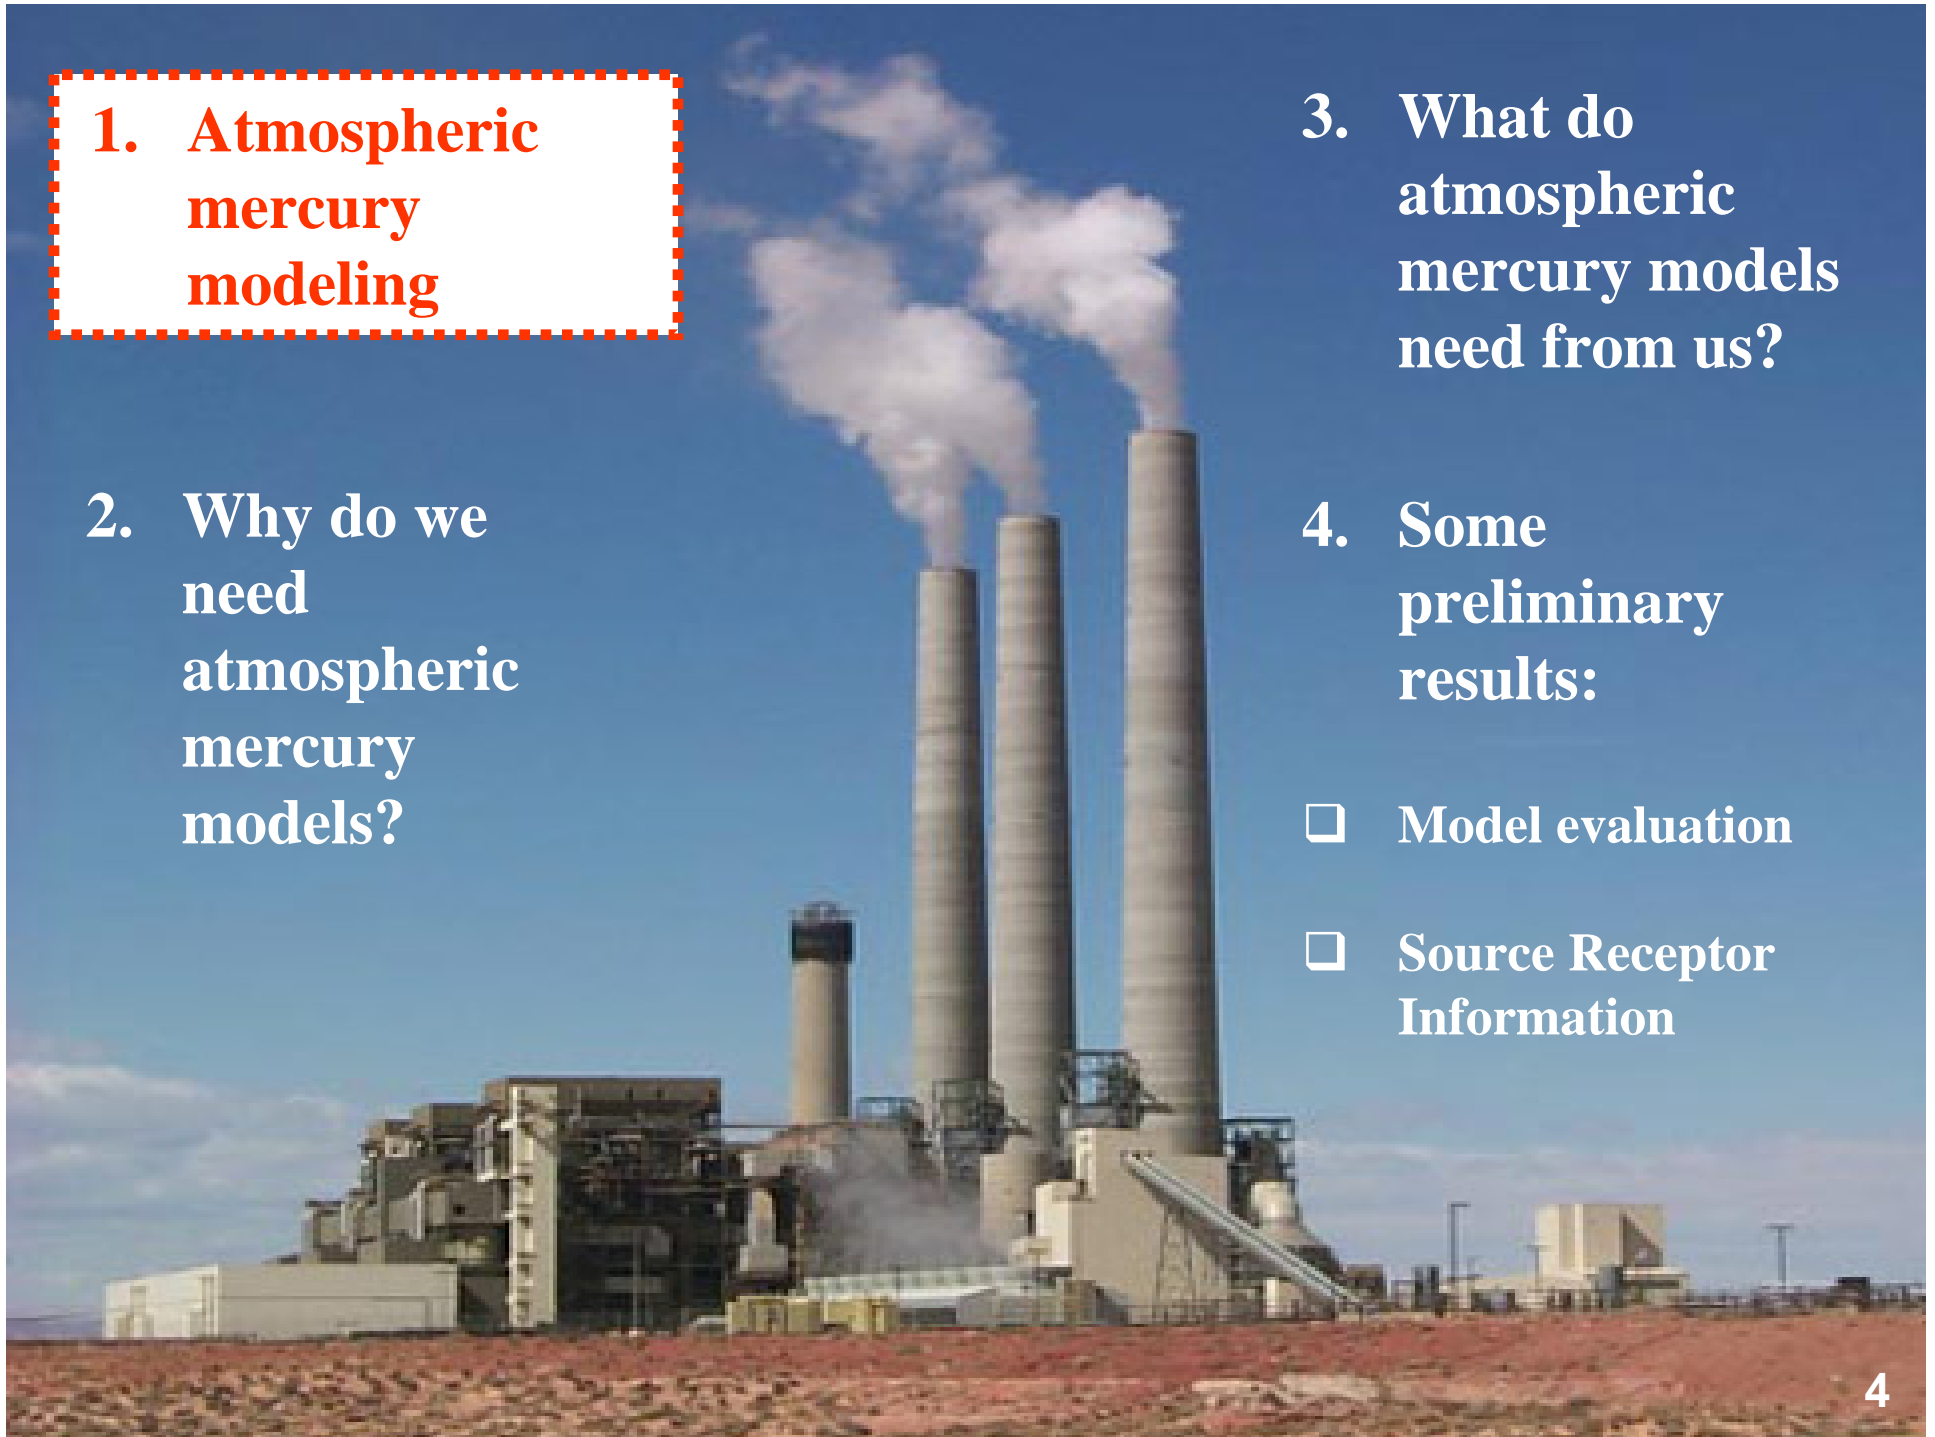 1. Atmospheric
mercury
modeling
2. Why do we
need
atmospheric
mercury
models?
3. What do
atmospheric
mercury models
need from us?
4. Some
preliminary
results:
❑ Model evaluation
❑ Source Receptor
Information
4